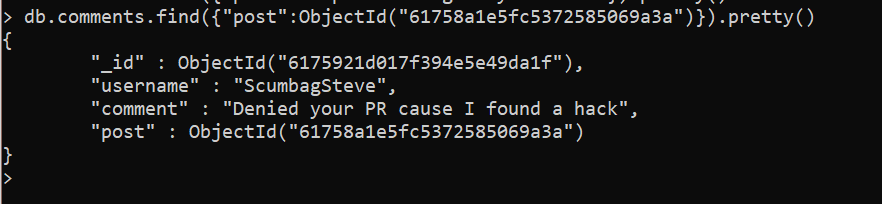 > db.comments.find({"post":ObjectId("61758a1e5fc5372585069a3a")}).pretty()
{
        "_id" : ObjectId("6175921d017f394e5e49da1f"),
        "username" : "ScumbagSteve",
        "comment" : "Denied your PR cause I found a hack",
        "post" : ObjectId("61758a1e5fc5372585069a3a")
}
>